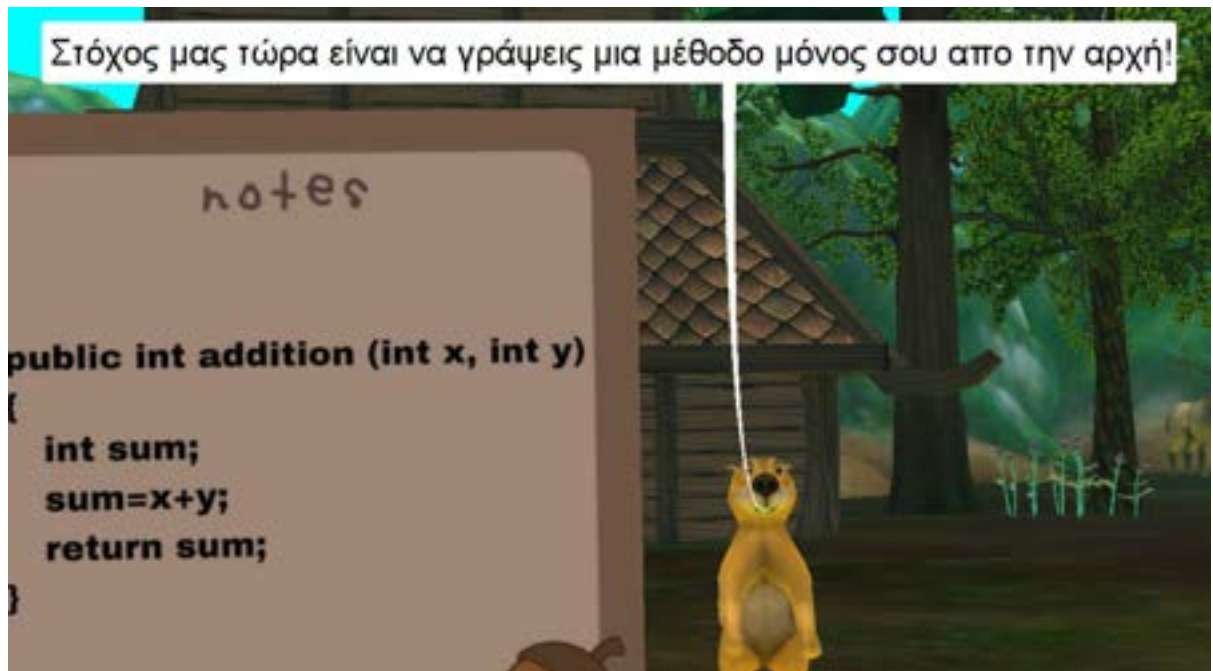 Στόχος μας τώρα είναι να γράψεις μια μέθοδο μόνος σου απο την αρχή!
notes
public int addition (int x, int y)
{
int sum;
sum=x+y;
return sum;
}